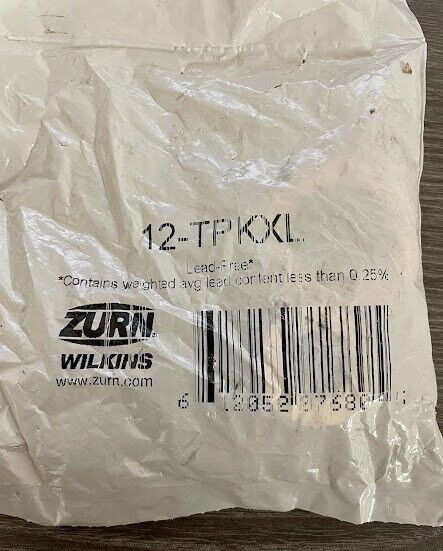 12-TPKXL
Lead-Free*
*Contains weighted avg lead content less than 0.25%
ZURN
WILKINS
www.zurn.com